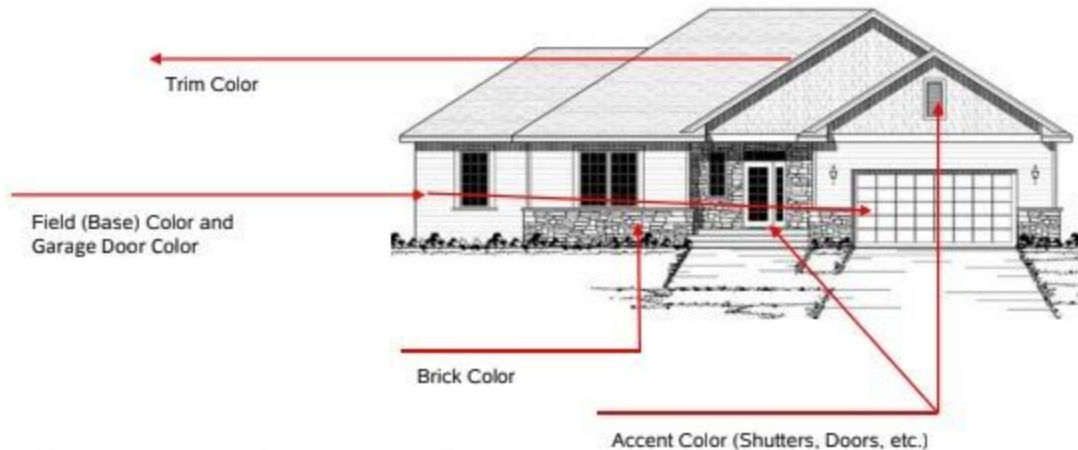 Trim Color
Field (Base) Color and
Garage Door Color
Brick Color
Accent Color (Shutters, Doors, etc.)